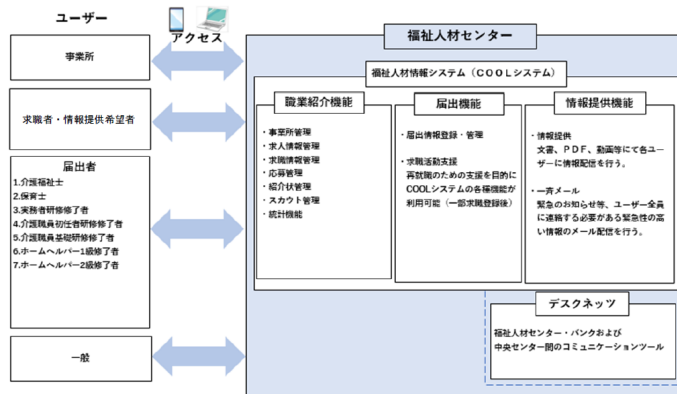 ユーザー
アクセス
事業所
求職者・情報提供希望者
届出者
1.介護福祉士
2.保育士
3.実務者研修修了者
4.介護職員初任者研修修了者
5.介護職員基礎研修修了者
6.ホームヘルパー1級修了者
7.ホームヘルパー2級修了者
一般
福祉人材センター
福祉人材情報システム（ＣＯＯＬシステム）
職業紹介機能
・事業所管理
・求人情報管理
・求職情報管理
・応募管理
・紹介状管理
・スカウト管理
・統計機能
届出機能
・届出情報登録・管理
・求職活動支援
再就職のための支援を目的に
COOLシステムの各種機能が
利用可能（一部求職登録後）
情報提供機能
・情報提供
文書、ＰＤＦ、動画等にて各ユー
ザーに情報配信を行う。
・一斉メール
緊急のお知らせ等、ユーザー全員
に連絡する必要がある緊急性の高
い情報のメール配信を行う。
デスクネッツ
福祉人材センター・バンクおよび
中央センター間のコミュニケーションツール